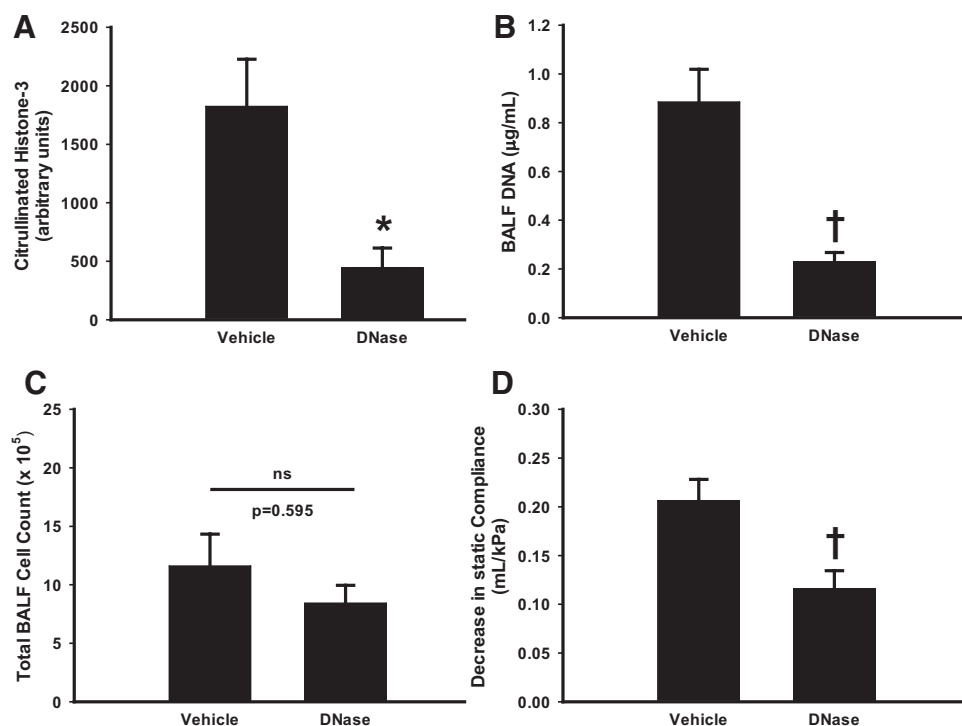 A
Citrullinated Histone-3
(arbitrary units)
2500
2000
1500
1000
500
0
*
Vehicle
DNase
B
BALF DNA (µg/mL)
1.2
1.0
0.8
0.6
0.4
0.2
0.0
†
Vehicle
DNase
C
Total BALF Cell Count (x 10⁵)
25
20
15
10
5
0
ns
p=0.595
Vehicle
DNase
D
Decrease in static Compliance
(mL/kPa)
0.30
0.25
0.20
0.15
0.10
0.05
0.00
†
Vehicle
DNase